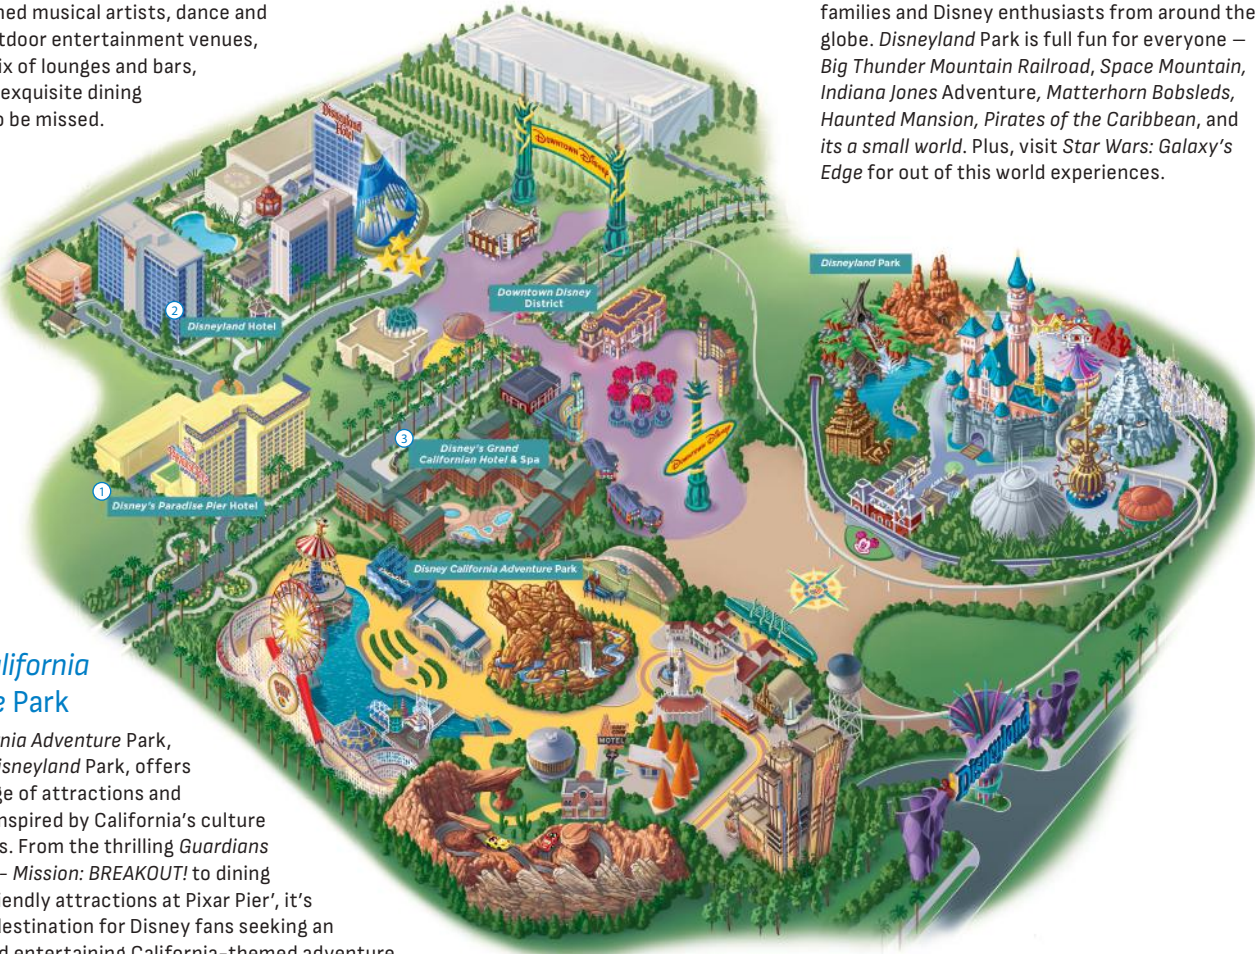 ned musical artists, dance and
tdoor entertainment venues,
ix of lounges and bars,
exquisite dining
o be missed.
families and Disney enthusiasts from around the
globe. Disneyland Park is full fun for everyone –
Big Thunder Mountain Railroad, Space Mountain,
Indiana Jones Adventure, Matterhorn Bobsleds,
Haunted Mansion, Pirates of the Caribbean, and
its a small world. Plus, visit Star Wars: Galaxy's
Edge for out of this world experiences.
Disneyland
Hotel
DOWNTOWN DISNEY
Disneyland Park
Downtown Disney
District
2
Disneyland Hotel
3
Disney's Grand
Californian Hotel & Spa
Downtown Disney
1
Disney's Paradise Pier Hotel
Disney California Adventure Park
MOTEL
Disneyland
lifornia
e Park
rnia Adventure Park,
isneyland Park, offers
ge of attractions and
inspired by California's culture
s. From the thrilling Guardians
– Mission: BREAKOUT! to dining
iendly attractions at Pixar Pier', it's
destination for Disney fans seeking an
d entertaining California-themed adventure